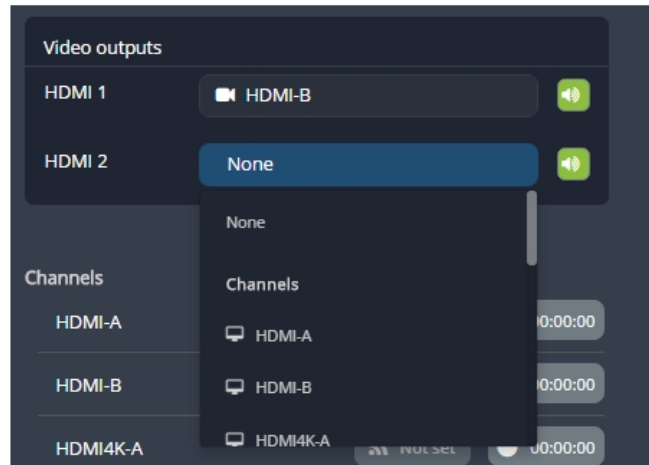 Video outputs
HDMI 1
HDMI-B
HDMI 2
None
None
Channels
Channels
HDMI-A
HDMI-A
00:00:00
HDMI-B
HDMI-B
00:00:00
HDMI4K-A
HDMI4K-A
Not set
00:00:00